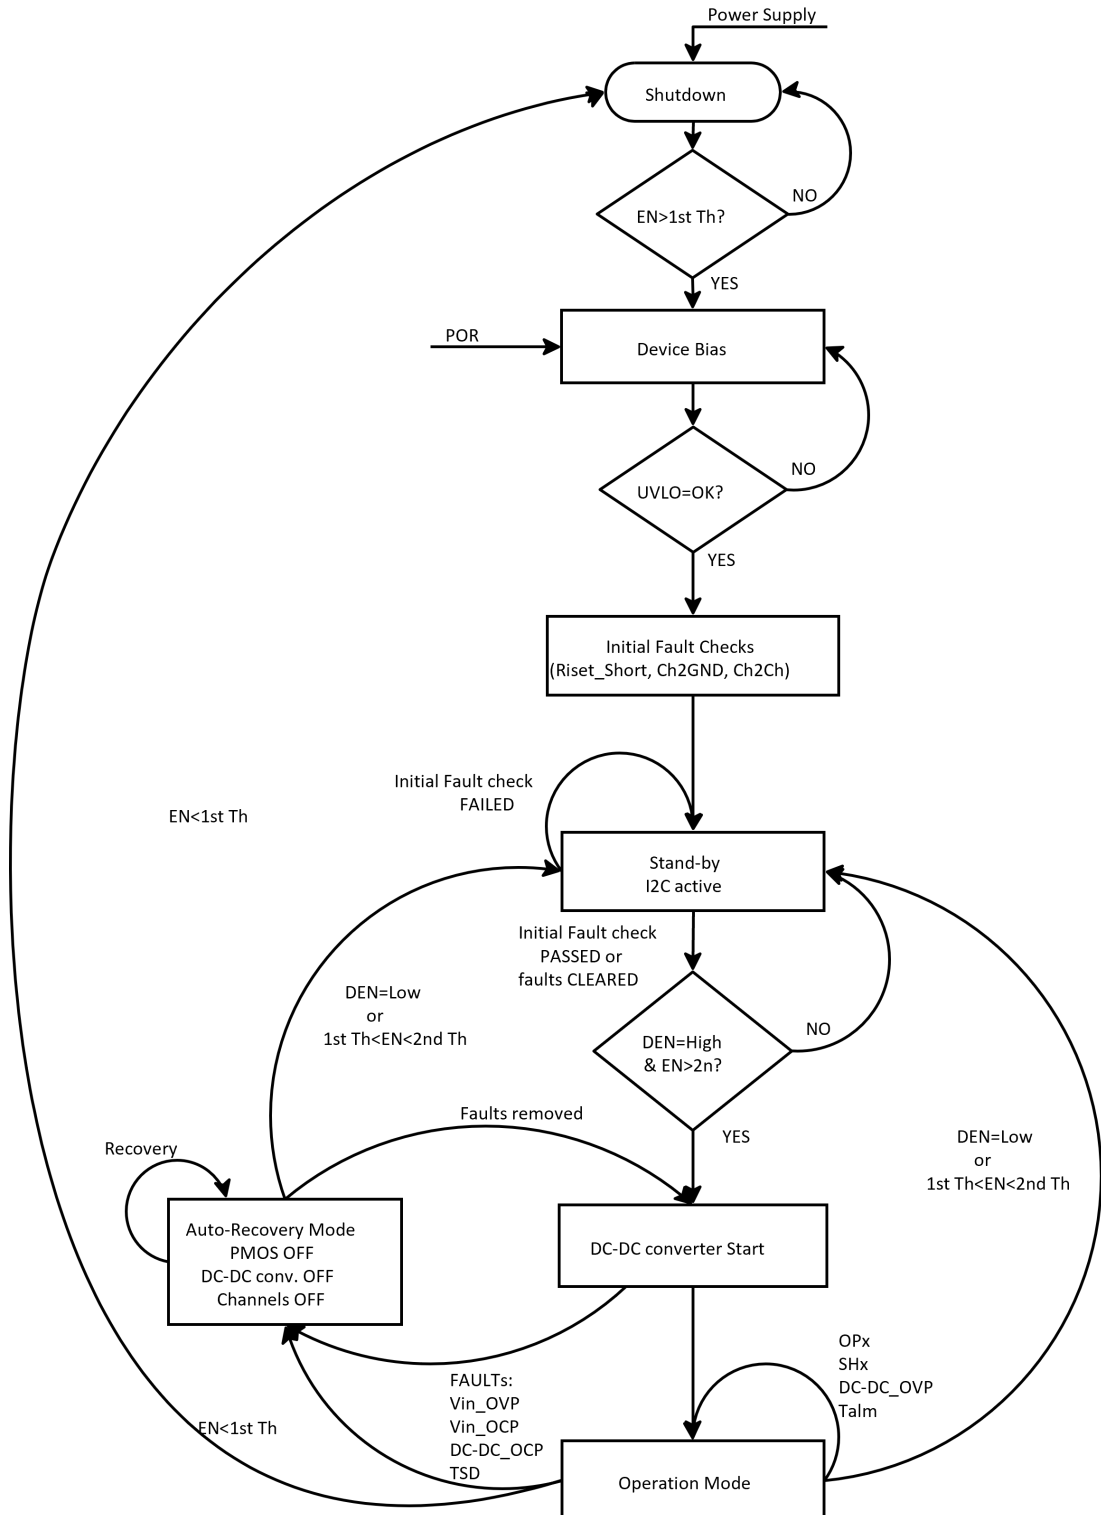 Power Supply
Shutdown
NO
EN>1st Th?
YES
POR
Device Bias
NO
UVLO=OK?
YES
Initial Fault Checks
(Riset_Short, Ch2GND, Ch2Ch)
Initial Fault check
FAILED
EN<1st Th
Stand-by
I2C active
Initial Fault check
PASSED or
faults CLEARED
DEN=Low
or
1st Th<EN<2nd Th
NO
DEN=High
& EN>2n?
Faults removed
YES
DEN=Low
or
1st Th<EN<2nd Th
Recovery
Auto-Recovery Mode
PMOS OFF
DC-DC conv. OFF
Channels OFF
DC-DC converter Start
OPx
SHx
DC-DC_OVP
Talm
FAULTs:
Vin_OVP
Vin_OCP
DC-DC_OCP
TSD
EN<1st Th
Operation Mode